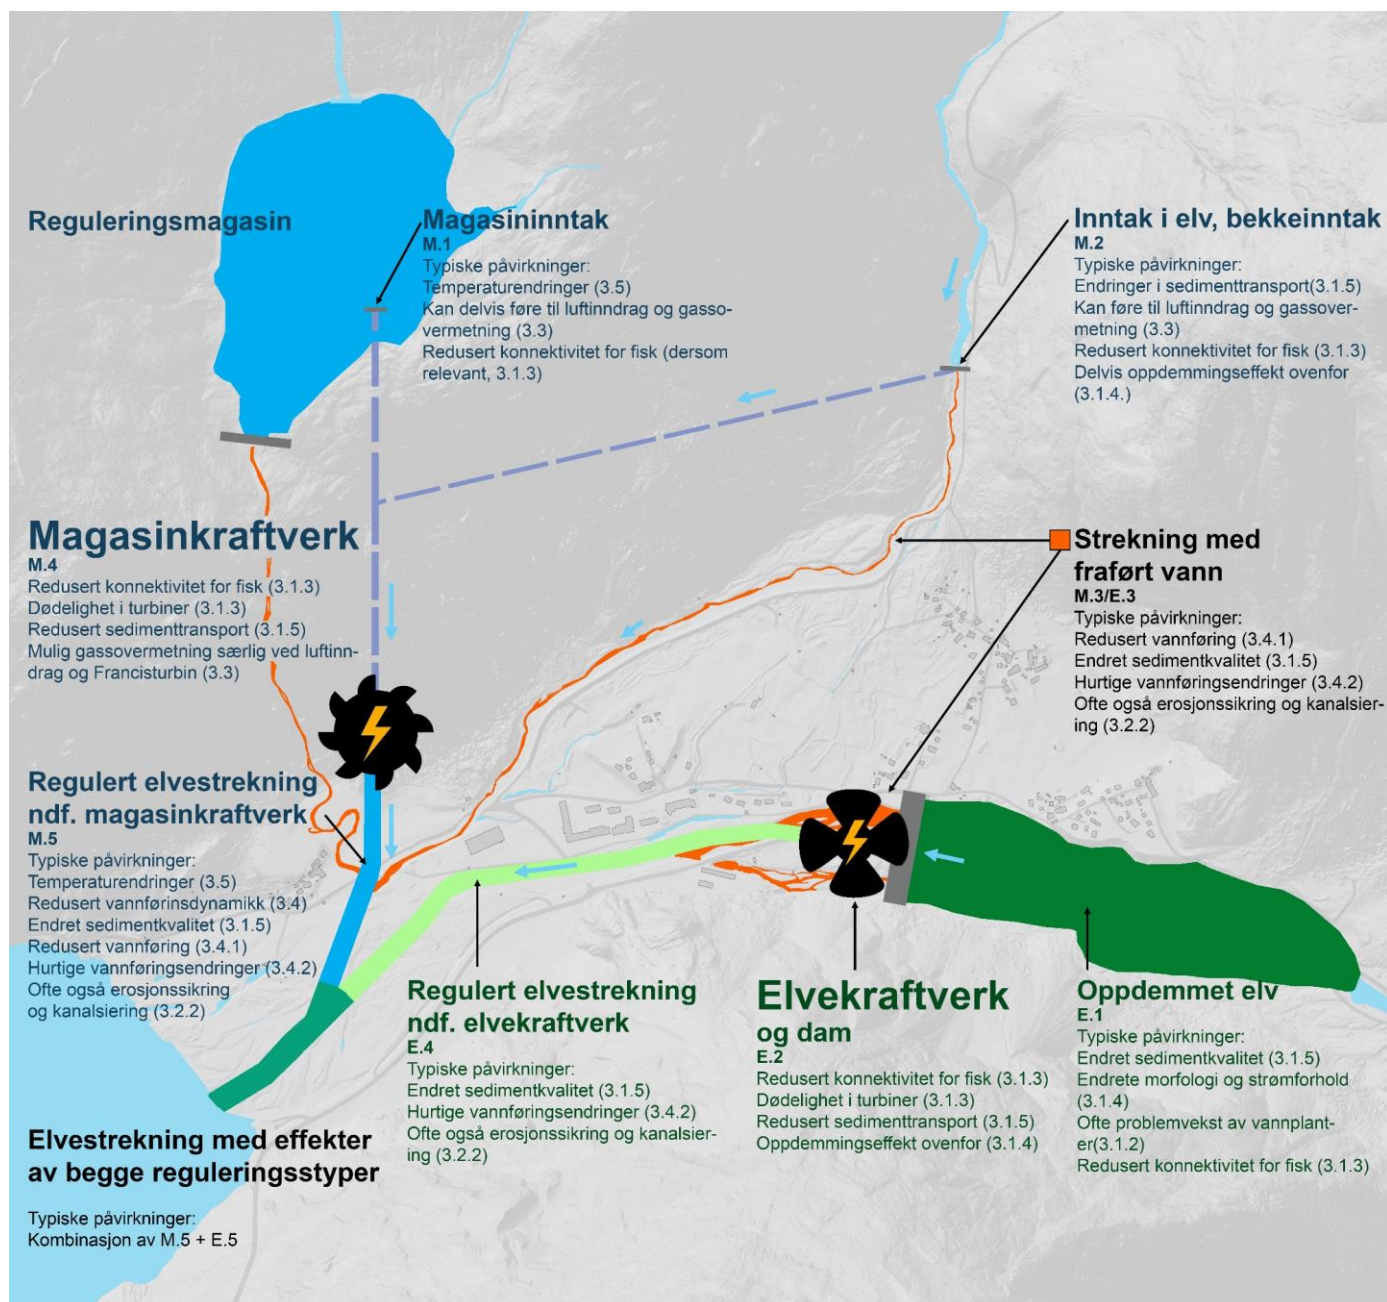 Reguleringsmagasin
Magasininntak
M.1
Typiske påvirkninger:
Temperaturendringer (3.5)
Kan delvis føre til luftinndrag og gasso-
vermetning (3.3)
Redusert konnektivitet for fisk (dersom
relevant, 3.1.3)
Inntak i elv, bekkeinntak
M.2
Typiske påvirkninger:
Endringer i sedimenttransport(3.1.5)
Kan føre til luftinndrag og gassover-
metning (3.3)
Redusert konnektivitet for fisk (3.1.3)
Delvis oppdemmingseffekt ovenfor
(3.1.4.)
Magasinkraftverk
M.4
Redusert konnektivitet for fisk (3.1.3)
Dødelighet i turbiner (3.1.3)
Redusert sedimenttransport (3.1.5)
Mulig gassovermetning særlig ved luftinn-
drag og Francisturbin (3.3)
Strekning med
fraført vann
M.3/E.3
Typiske påvirkninger:
Redusert vannføring (3.4.1)
Endret sedimentkvalitet (3.1.5)
Hurtige vannføringsendringer (3.4.2)
Ofte også erosjonssikring og kanalsier-
ing (3.2.2)
Regulert elvestrekning
ndf. magasinkraftverk
M.5
Typiske påvirkninger:
Temperaturendringer (3.5)
Redusert vannførinsdynamikk (3.4)
Endret sedimentkvalitet (3.1.5)
Redusert vannføring (3.4.1)
Hurtige vannføringsendringer (3.4.2)
Ofte også erosjonssikring
og kanalsiering (3.2.2)
Regulert elvestrekning
ndf. elvekraftverk
E.4
Typiske påvirkninger:
Endret sedimentkvalitet (3.1.5)
Hurtige vannføringsendringer (3.4.2)
Ofte også erosjonssikring og kanalsier-
ing (3.2.2)
Elvekraftverk
og dam
E.2
Redusert konnektivitet for fisk (3.1.3)
Dødelighet i turbiner (3.1.3)
Redusert sedimenttransport (3.1.5)
Oppdemmingseffekt ovenfor (3.1.4)
Oppdemmet elv
E.1
Typiske påvirkninger:
Endret sedimentkvalitet (3.1.5)
Endrete morfologi og strømforhold
(3.1.4)
Ofte problemvekst av vannplant-
er(3.1.2)
Redusert konnektivitet for fisk (3.1.3)
Elvestrekning med effekter
av begge reguleringsstyper
Typiske påvirkninger:
Kombinasjon av M.5 + E.5